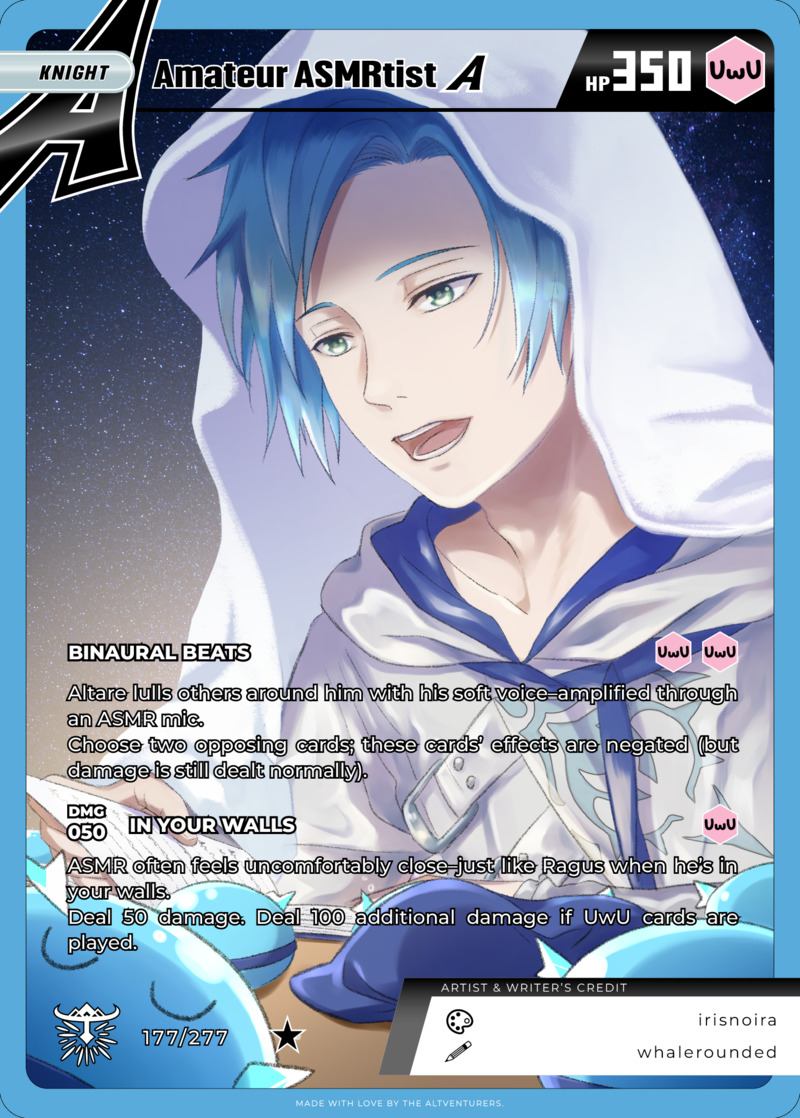 KNIGHT
A
Amateur ASMRtist A
HP 350
UwU
BINAURAL BEATS
UwU UwU
Altare lulls others around him with his soft voice–amplified through
an ASMR mic.
Choose two opposing cards; these cards' effects are negated (but
damage is still dealt normally).
DMG
050
IN YOUR WALLS
UwU
ASMR often feels uncomfortably close–just like Ragus when he's in
your walls.
Deal 50 damage. Deal 100 additional damage if UwU cards are
played.
177/277
ARTIST & WRITER'S CREDIT
irisnoira
whalerounded
MADE WITH LOVE BY THE ALTVENTURERS.